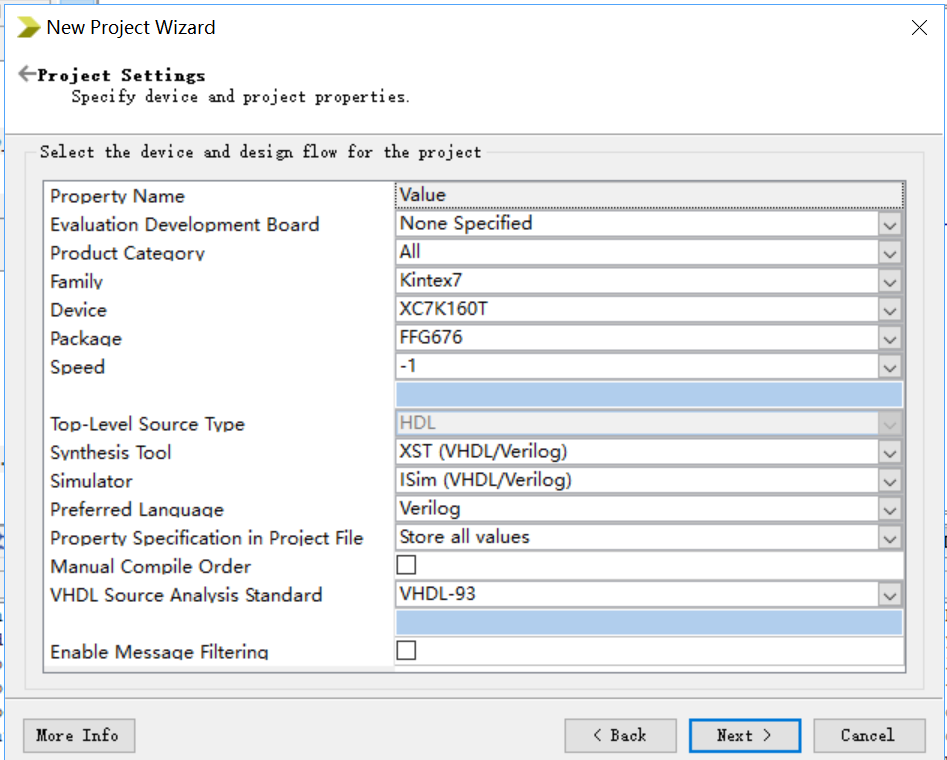 New Project Wizard
Project Settings
Specify device and project properties.
Select the device and design flow for the project
Property Name Value
Evaluation Development Board None Specified
Product Category All
Family Kintex7
Device XC7K160T
Package FFG676
Speed -1
Top-Level Source Type HDL
Synthesis Tool XST (VHDL/Verilog)
Simulator ISim (VHDL/Verilog)
Preferred Language Verilog
Property Specification in Project File Store all values
Manual Compile Order
VHDL Source Analysis Standard VHDL-93
Enable Message Filtering
More Info < Back Next > Cancel